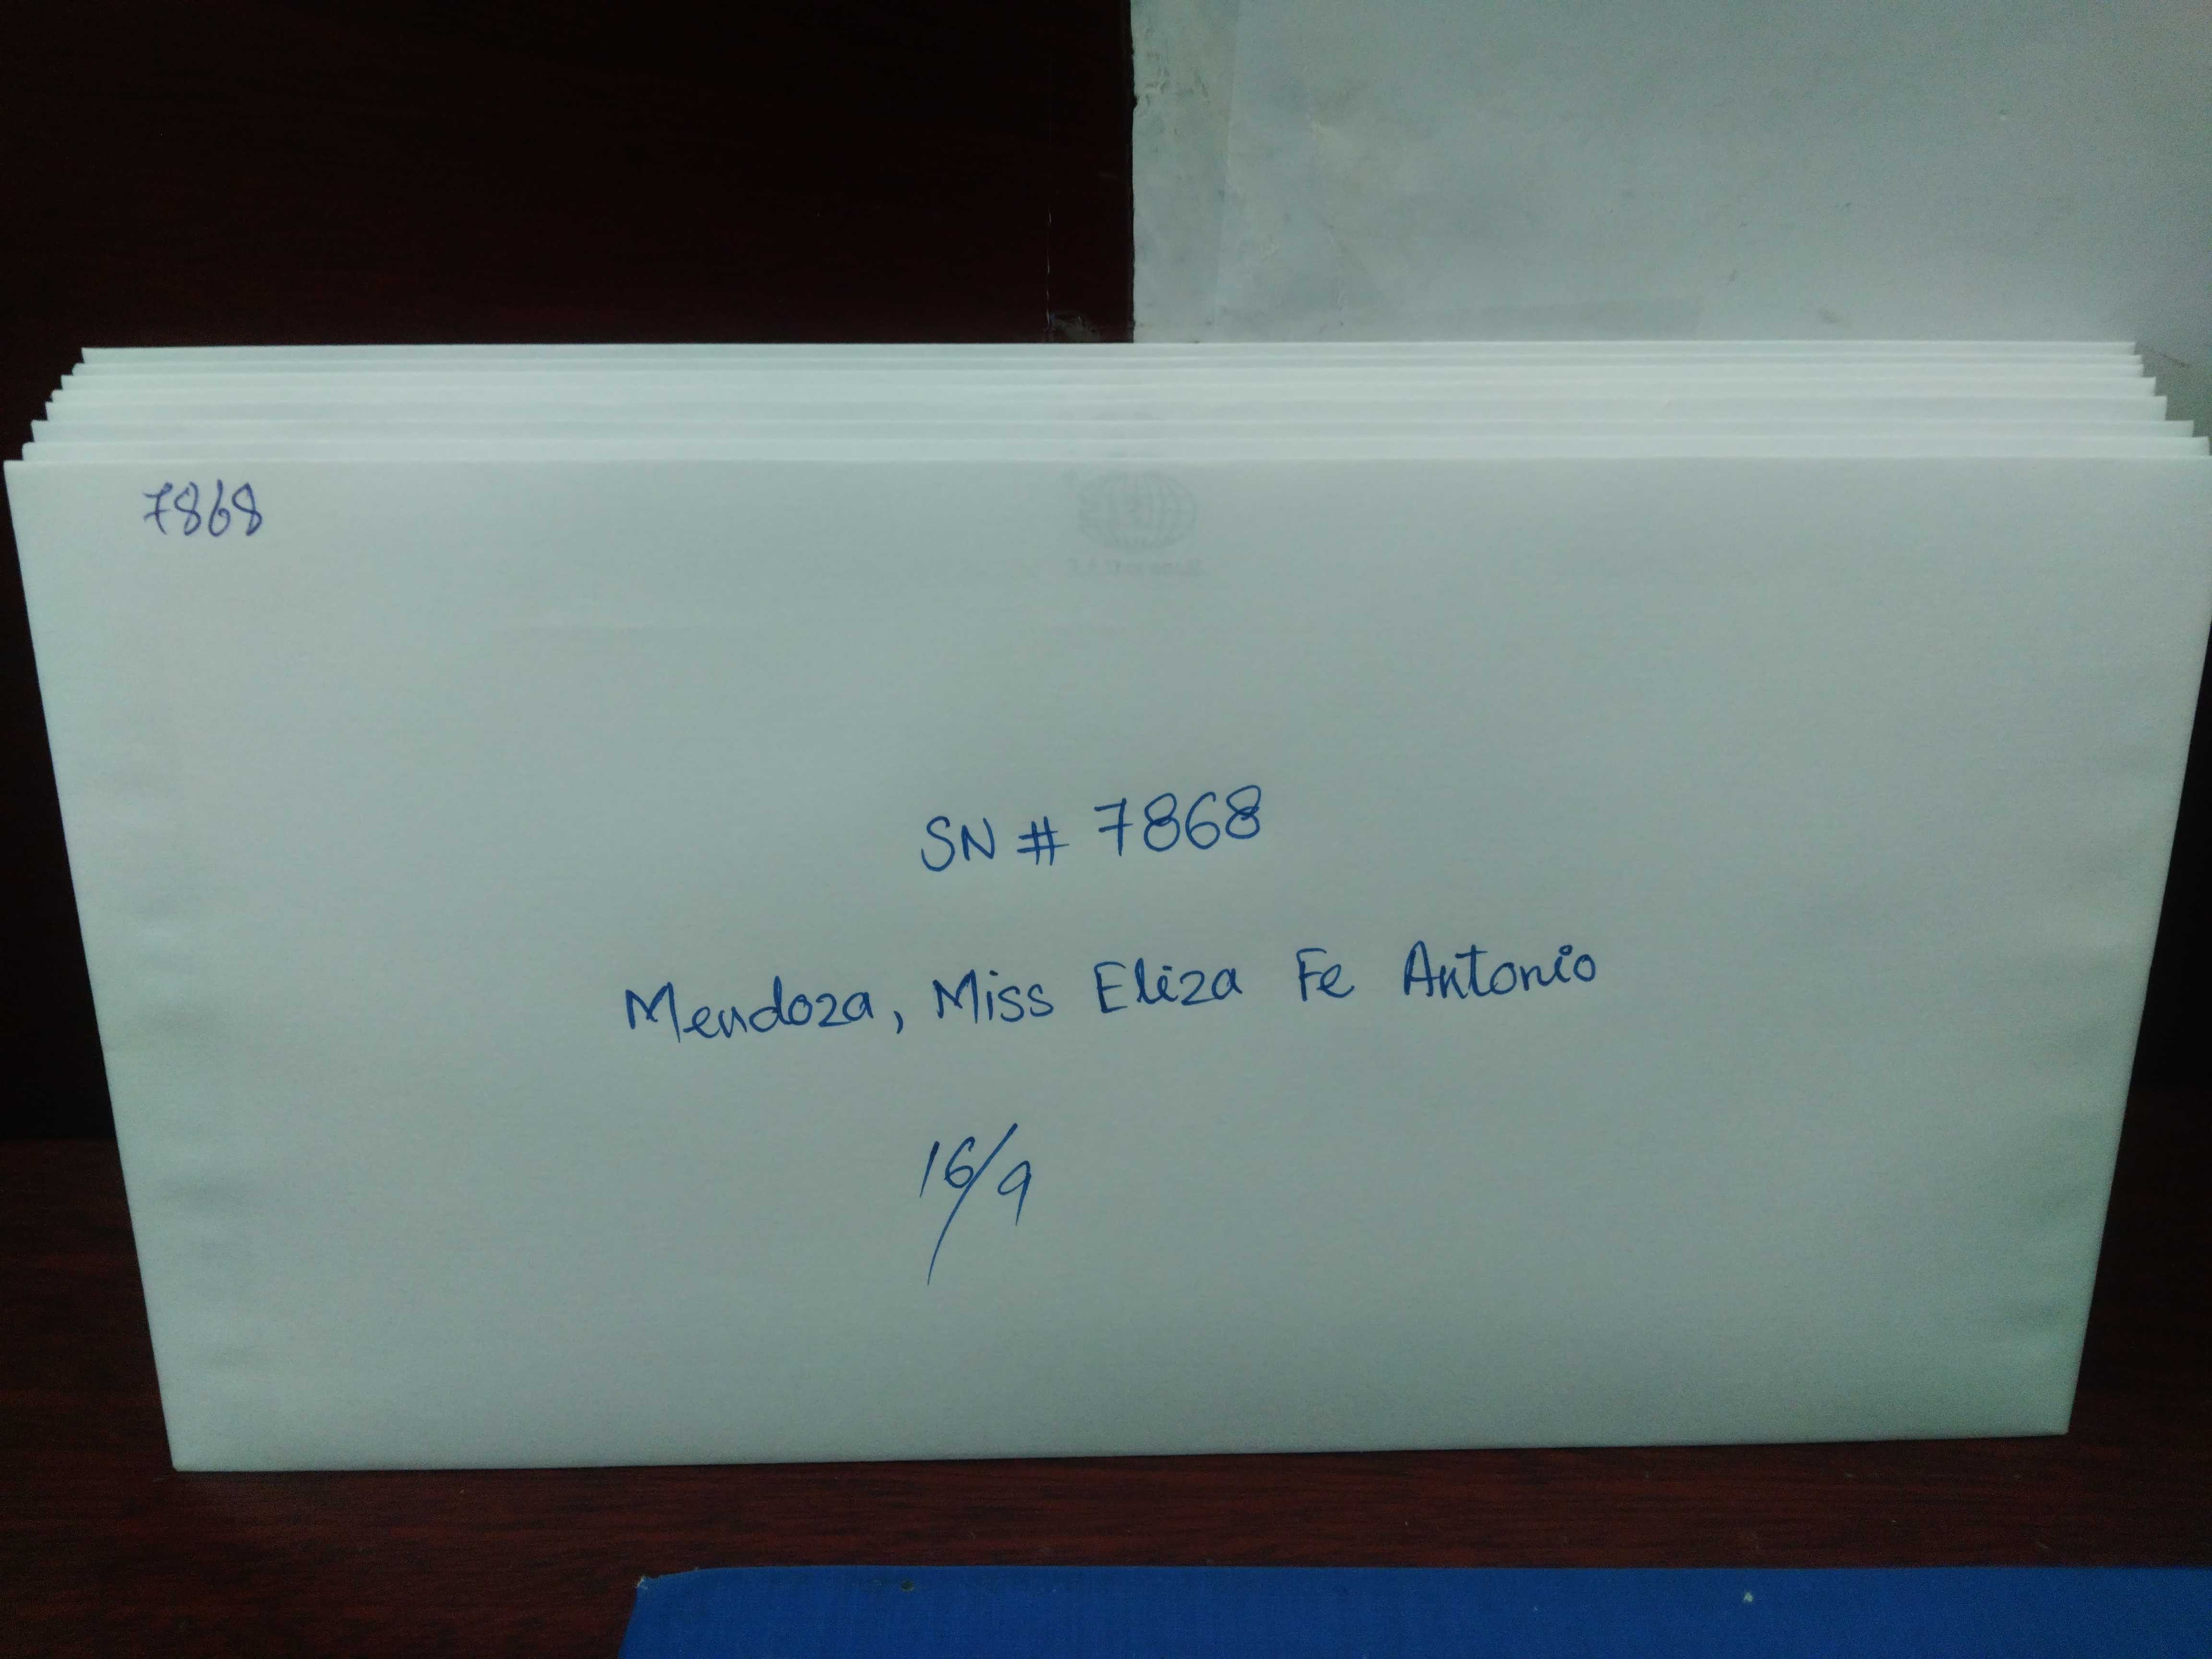 7868
SN # 7868
Mendoza, Miss Eliza Fe Antonio
16/9